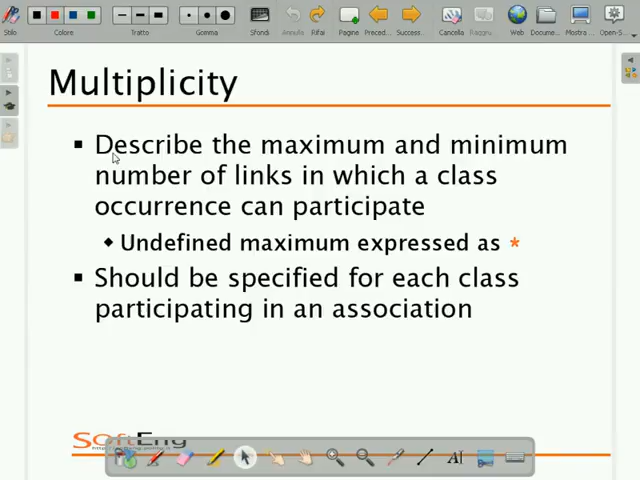 Stilo Colore Tratto Gomma Sfondi Annulla Rifai Pagine Preced... Success... Cancella Raggru. Web Docume... Mostra... Open-S...
Multiplicity
Describe the maximum and minimum
number of links in which a class
occurrence can participate
Undefined maximum expressed as *
Should be specified for each class
participating in an association
SoftEng